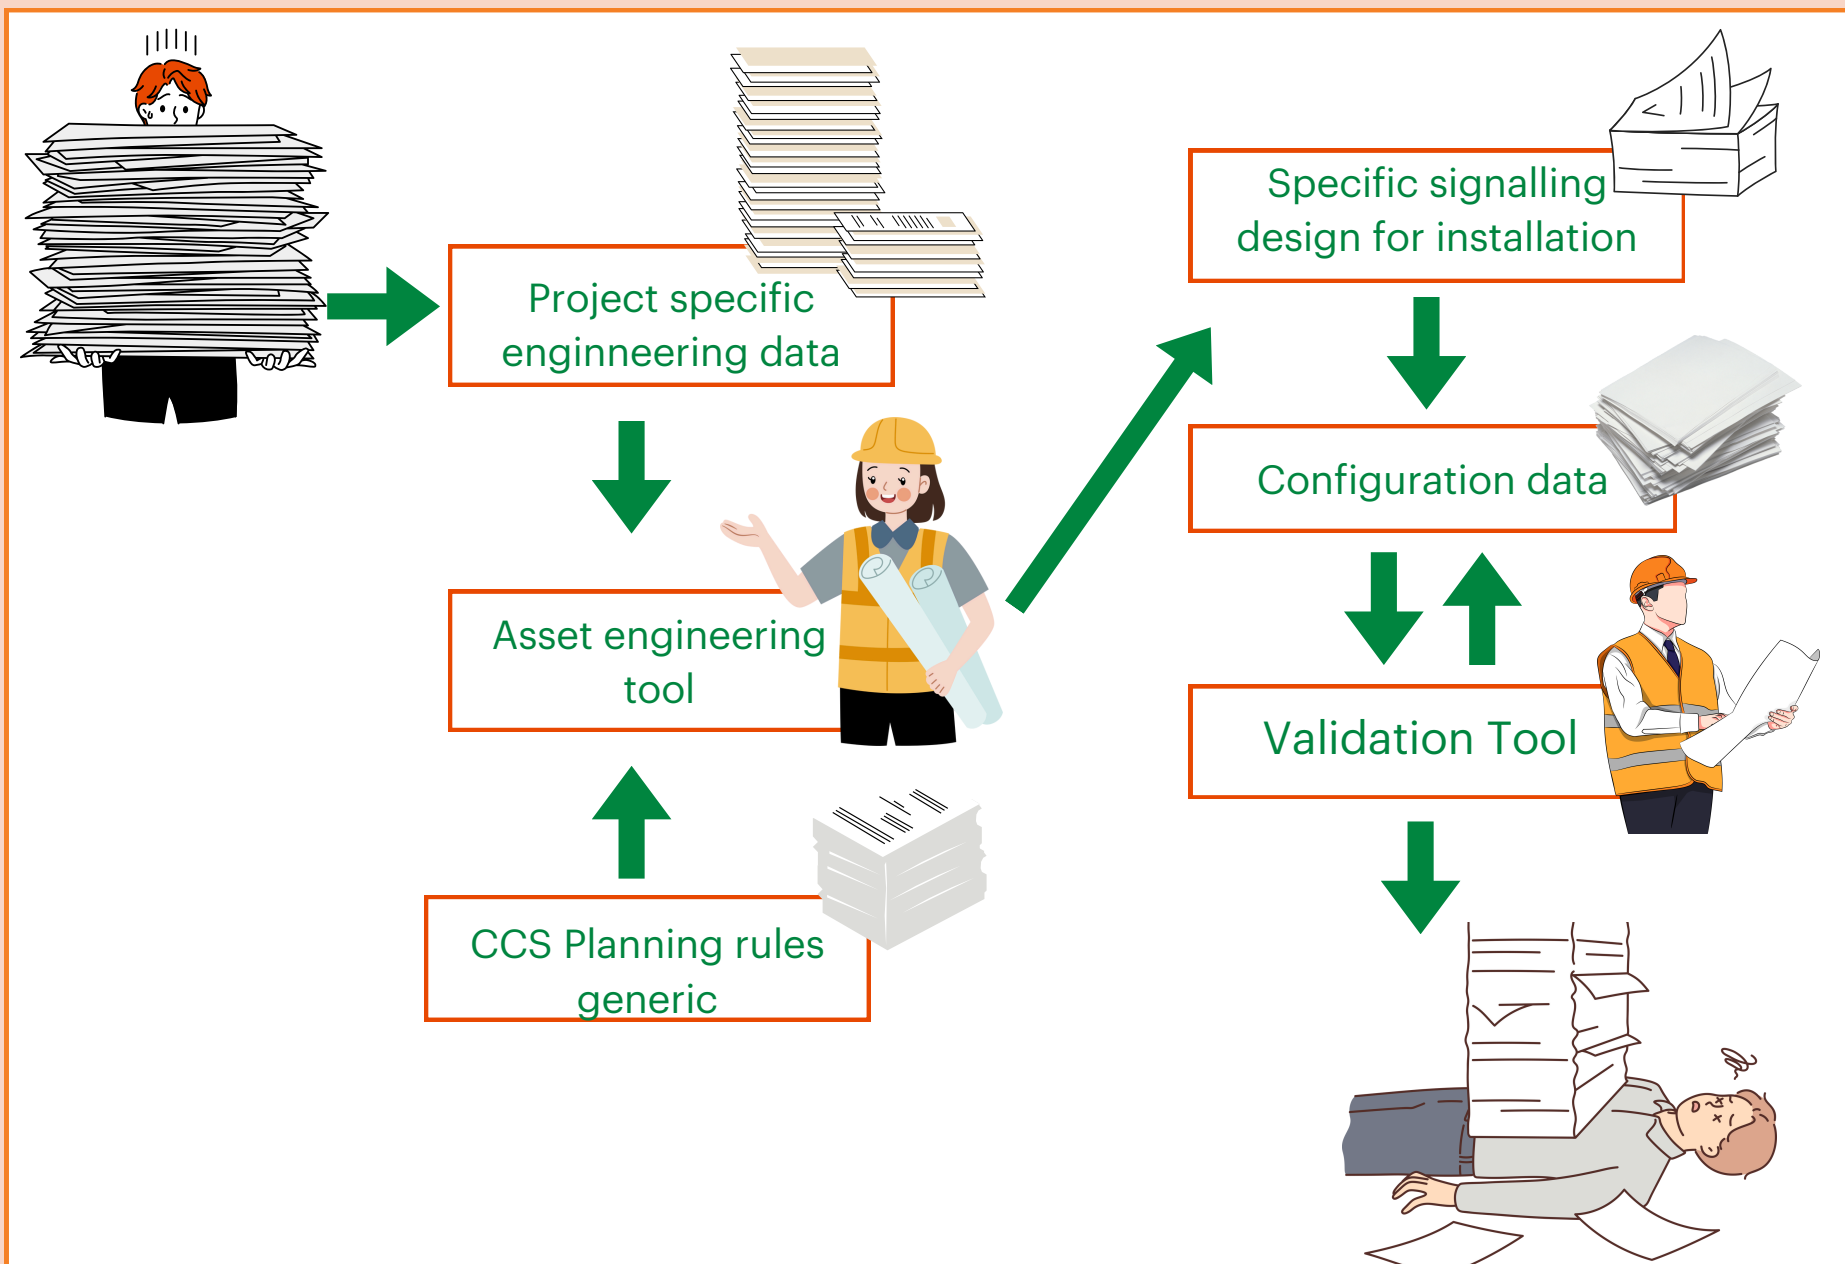 Project specific
enginneering data
Asset engineering
tool
CCS Planning rules
generic
Specific signalling
design for installation
Configuration data
Validation Tool